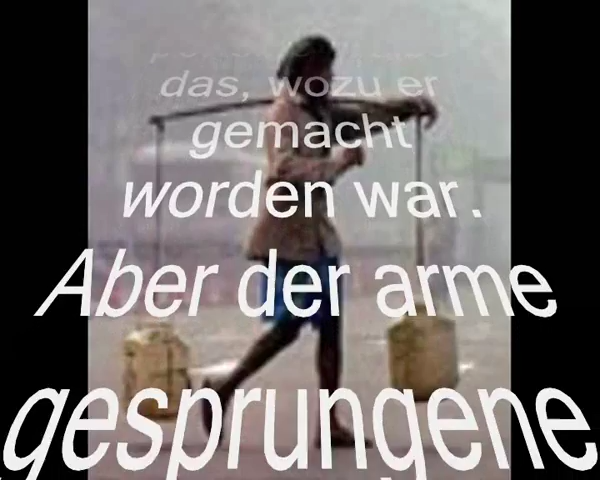 das, wozu er
gemacht
worden war.
Aber der arme
gesprungene